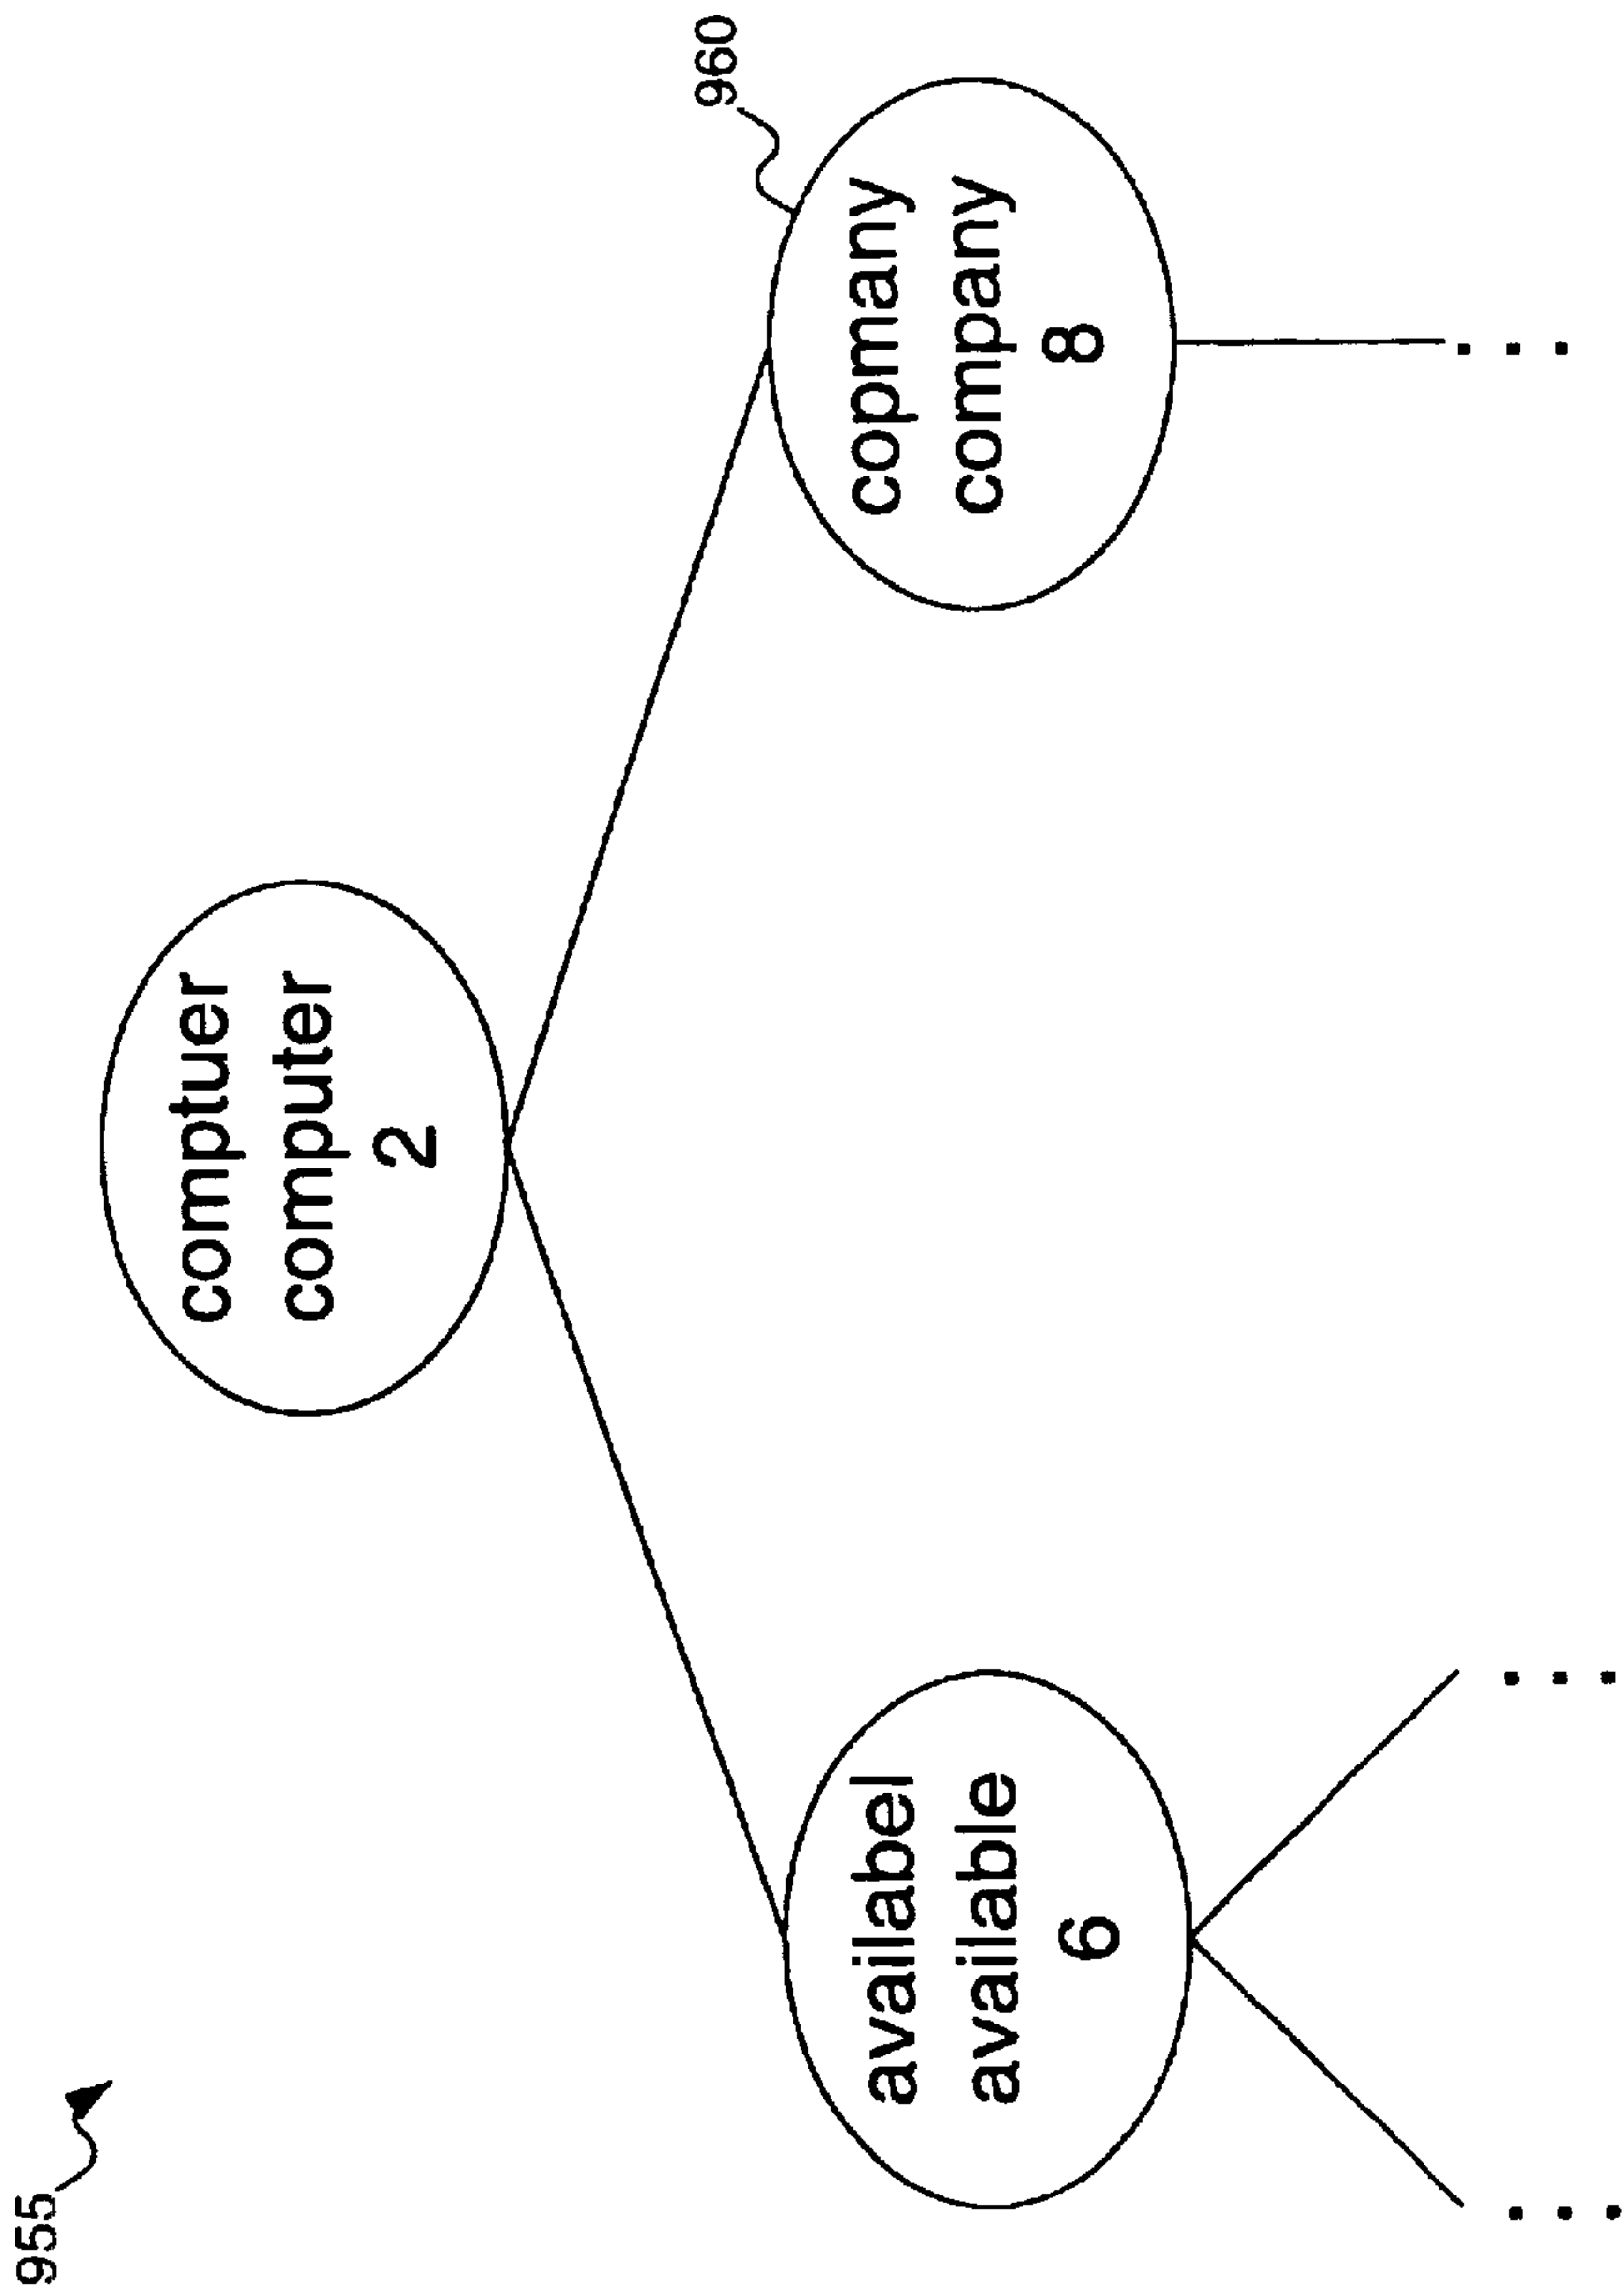 955
comptuer
computer
2
960
availabel
available
6
copmany
company
8